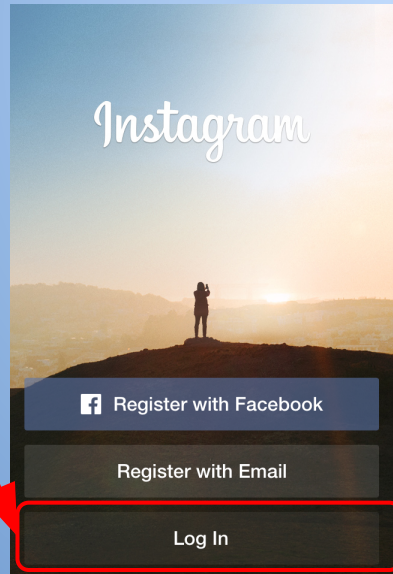 Instagram
Register with Facebook
Register with Email
Log In